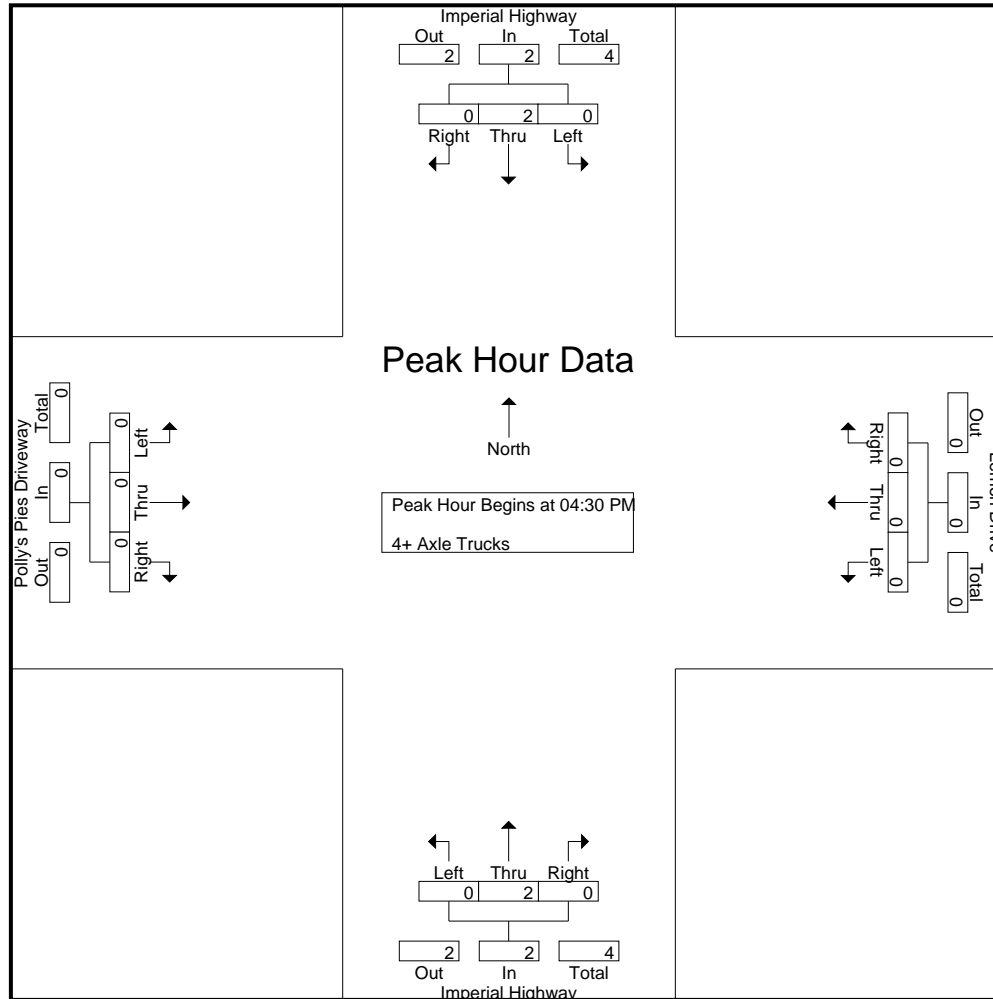 Imperial Highway
Out In Total
2 2 4
0 2 0
Right Thru Left
Peak Hour Data
North
Peak Hour Begins at 04:30 PM
4+ Axle Trucks
Polly's Pies Driveway
Out In Total
0 0 0
0 0 0
Right Thru Left
Out In Total
0 0 0
0 0 0
Right Thru Left
Left Thru Right
0 2 0
2 2 4
Out In Total
Imperial Highway